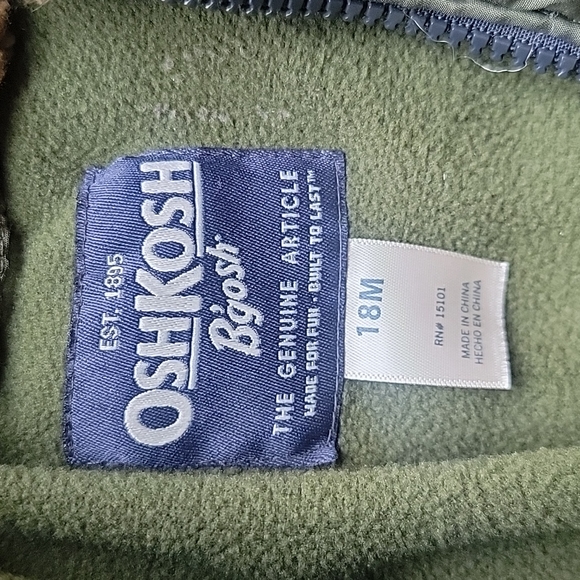 EST. 1895
OSHKOSH
B'gosh
THE GENUINE ARTICLE
MADE FOR FUN · BUILT TO LAST™
18M
RN# 15101
MADE IN CHINA
HECHO EN CHINA